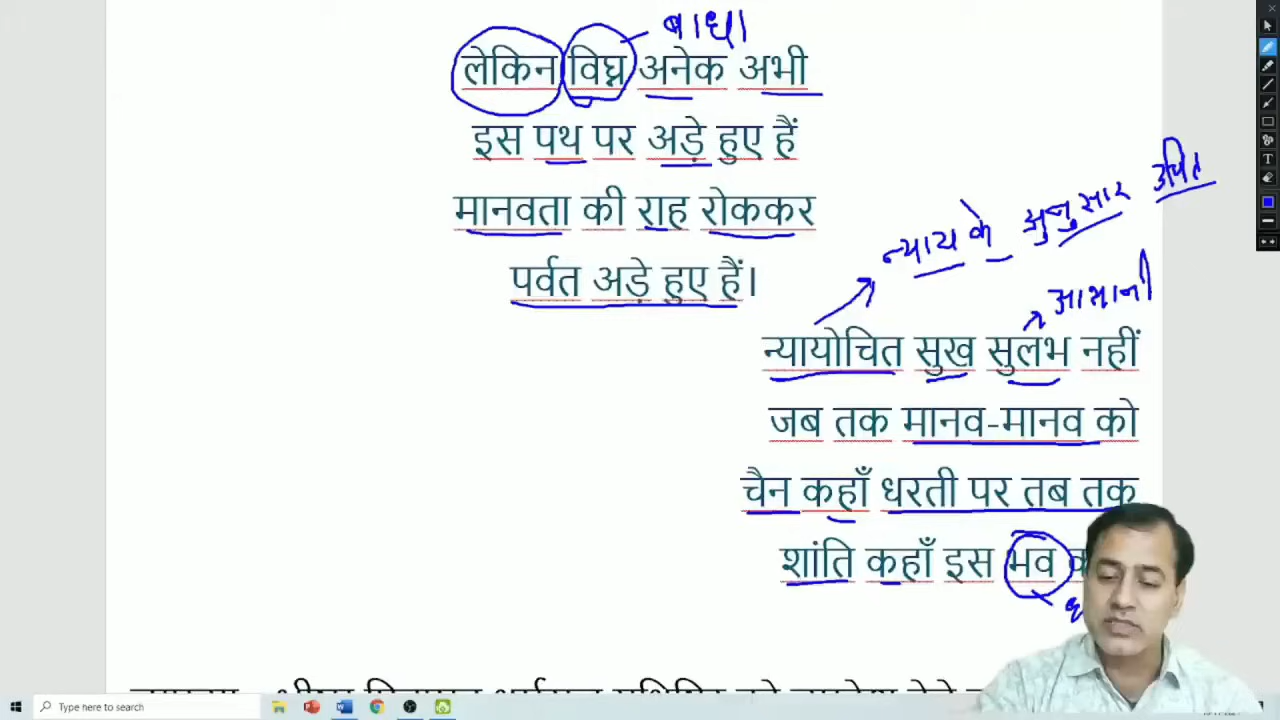 बाधा
लेकिन विघ्न अनेक अभी
इस पथ पर अड़े हुए हैं
मानवता की राह रोककर
पर्वत अड़े हुए हैं।
न्याय के अनुसार उचित
आसानी
न्यायोचित सुख सुलभ नहीं
जब तक मानव-मानव को
चैन कहाँ धरती पर तब तक
शांति कहाँ इस भव
Type here to search